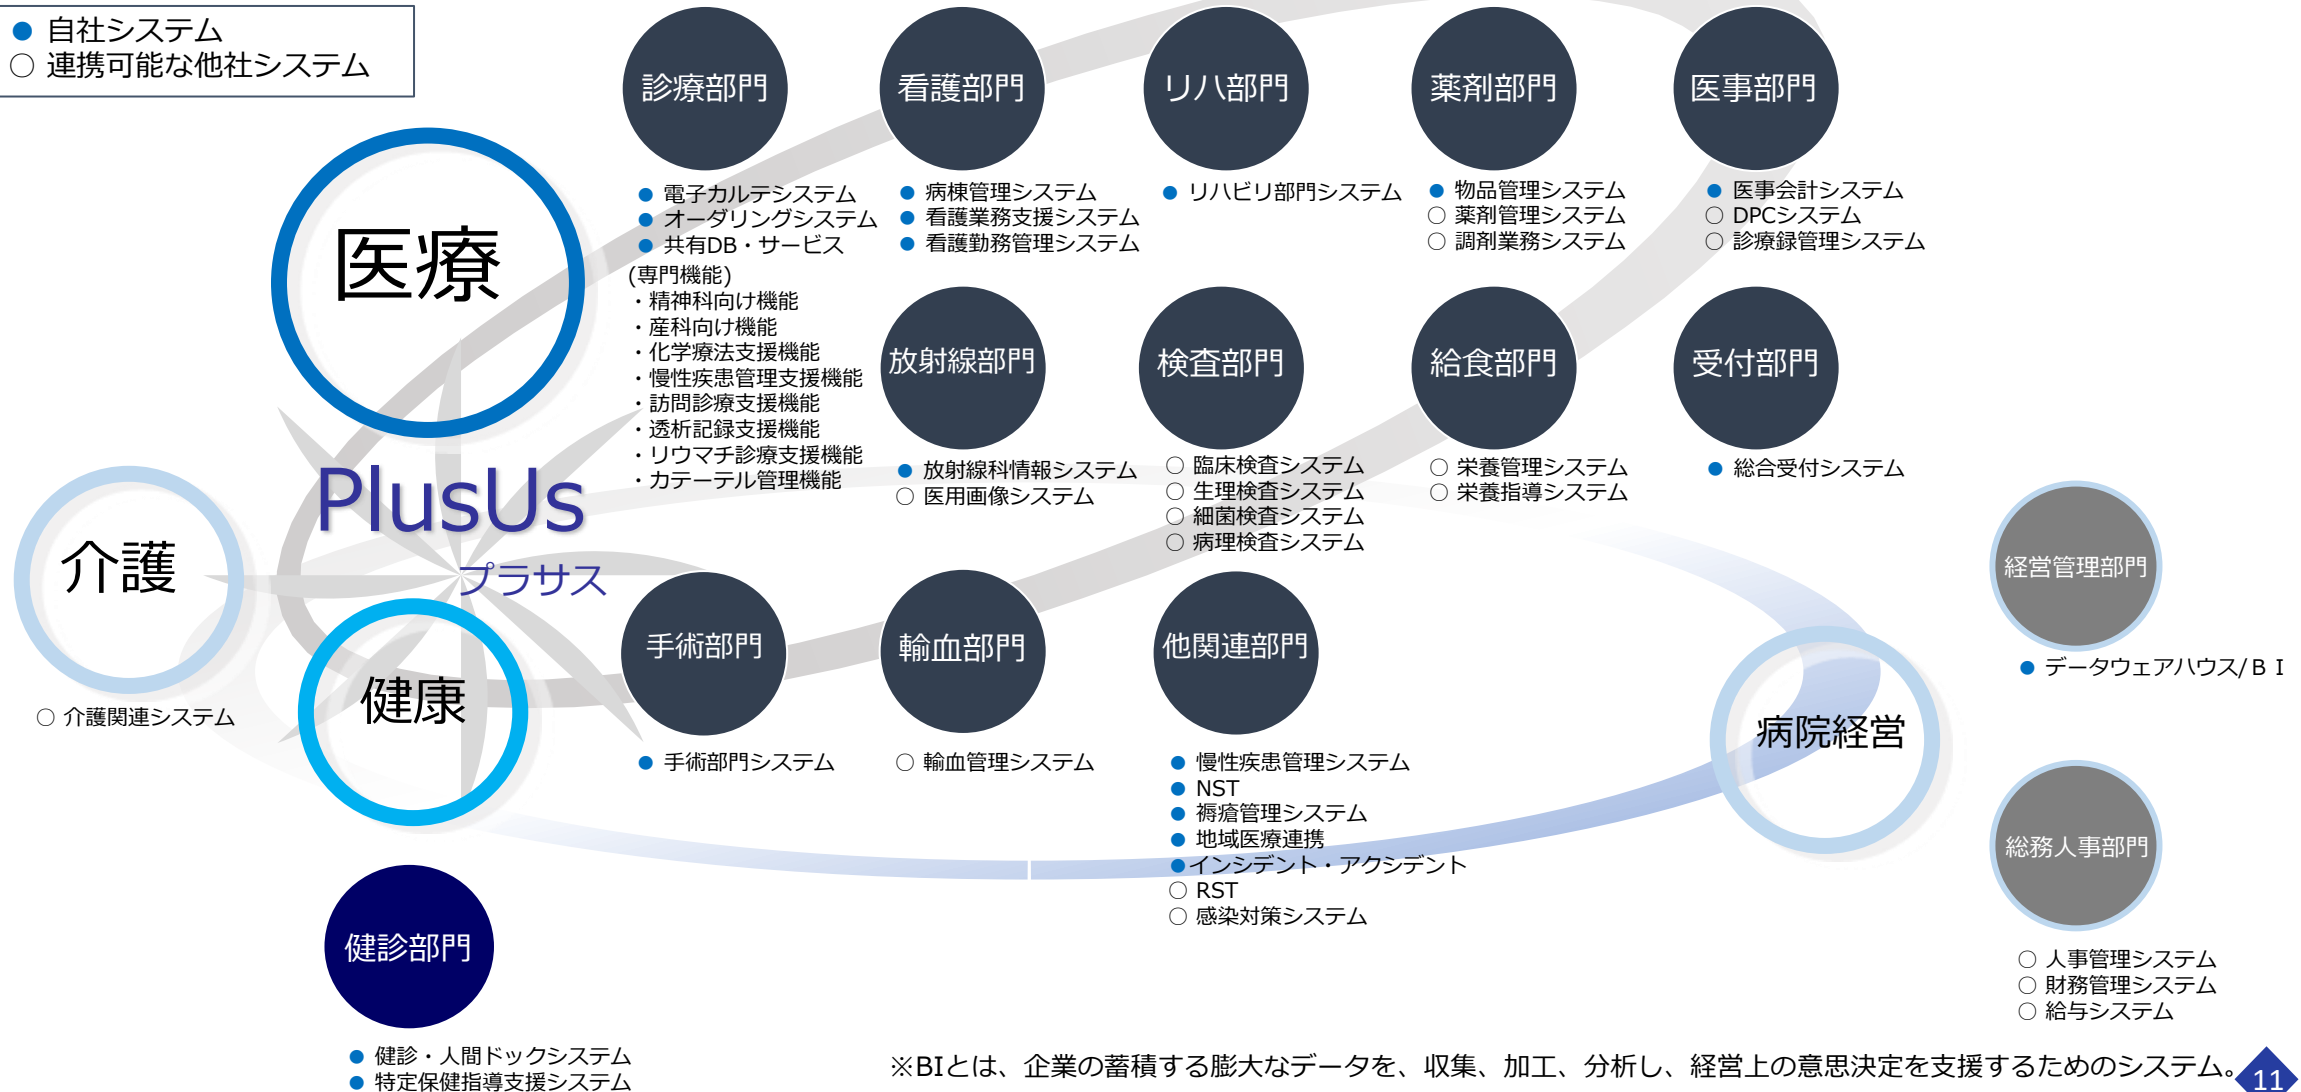 ● 自社システム
○ 連携可能な他社システム
医療
介護
○ 介護関連システム
PlusUs
プラサス
健康
健診部門
● 健診・人間ドックシステム
● 特定保健指導支援システム
診療部門
● 電子カルテシステム
● オーダリングシステム
● 共有DB・サービス
(専門機能)
・精神科向け機能
・産科向け機能
・化学療法支援機能
・慢性疾患管理支援機能
・訪問診療支援機能
・透析記録支援機能
・リウマチ診療支援機能
・カテーテル管理機能
看護部門
● 病棟管理システム
● 看護業務支援システム
● 看護勤務管理システム
リハ部門
● リハビリ部門システム
薬剤部門
● 物品管理システム
○ 薬剤管理システム
○ 調剤業務システム
医事部門
● 医事会計システム
○ DPCシステム
○ 診療録管理システム
放射線部門
● 放射線科情報システム
○ 医用画像システム
検査部門
○ 臨床検査システム
○ 生理検査システム
○ 細菌検査システム
○ 病理検査システム
給食部門
○ 栄養管理システム
○ 栄養指導システム
受付部門
● 総合受付システム
手術部門
● 手術部門システム
輸血部門
○ 輸血管理システム
他関連部門
● 慢性疾患管理システム
● NST
● 褥瘡管理システム
● 地域医療連携
●インシデント・アクシデント
○ RST
○ 感染対策システム
病院経営
経営管理部門
● データウェアハウス/ＢＩ
総務人事部門
○ 人事管理システム
○ 財務管理システム
○ 給与システム
※BIとは、企業の蓄積する膨大なデータを、収集、加工、分析し、経営上の意思決定を支援するためのシステム。
11